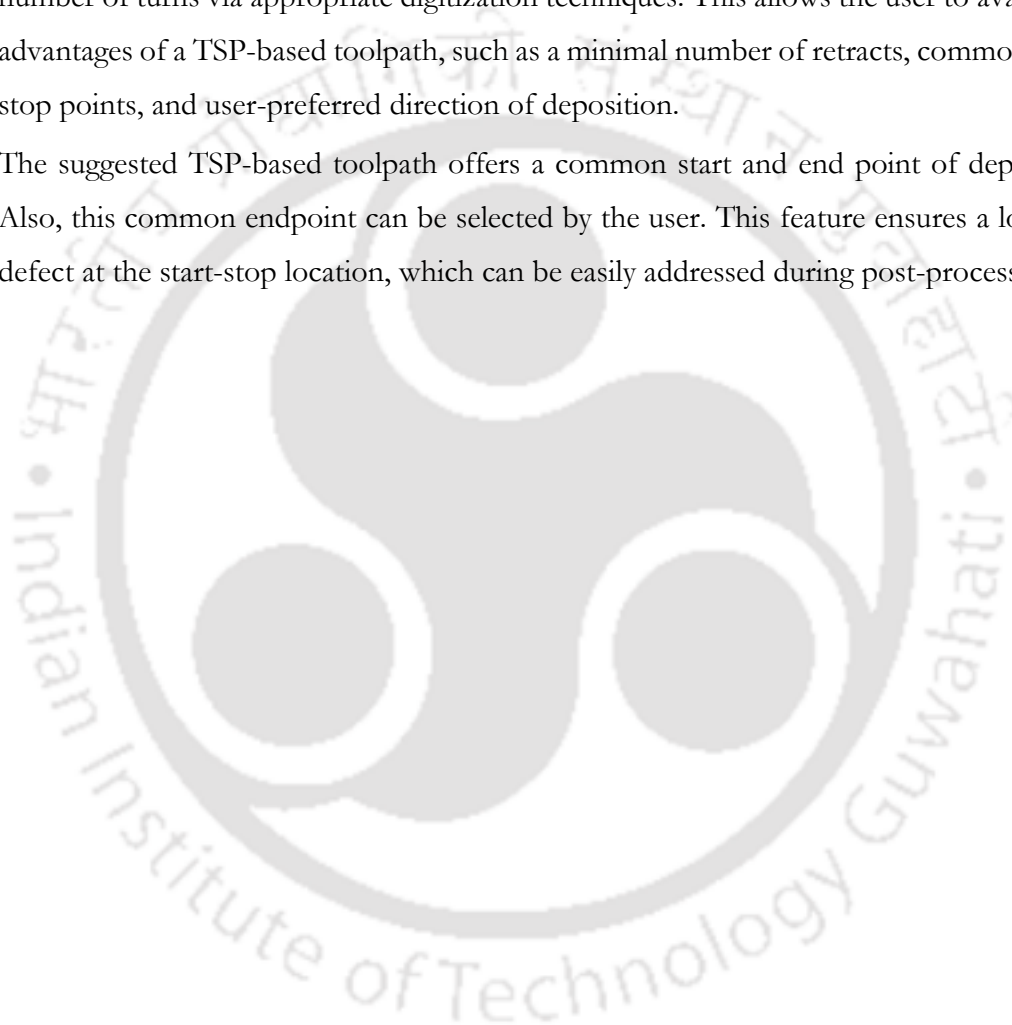 number of turns via appropriate digitization techniques. This allows the user to ava
advantages of a TSP-based toolpath, such as a minimal number of retracts, commo
stop points, and user-preferred direction of deposition.
The suggested TSP-based toolpath offers a common start and end point of dep
Also, this common endpoint can be selected by the user. This feature ensures a lo
defect at the start-stop location, which can be easily addressed during post-process
भारतीय प्रौद्योगिकी संस्थान गुवाहाटी
• Indian Institute of Technology Guwahati •